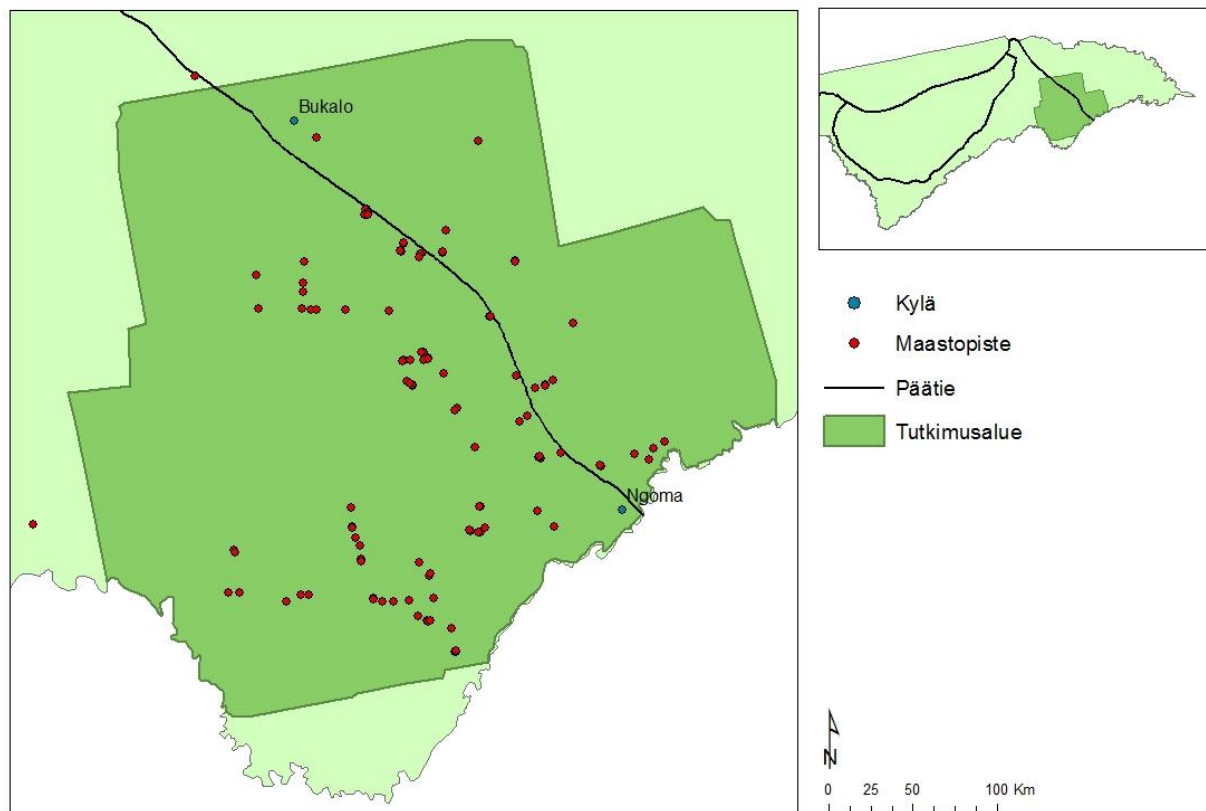 Bukalo
Ngoma
Kylä
Maastopiste
Päätie
Tutkimusalue
N
0 25 50 100 Km